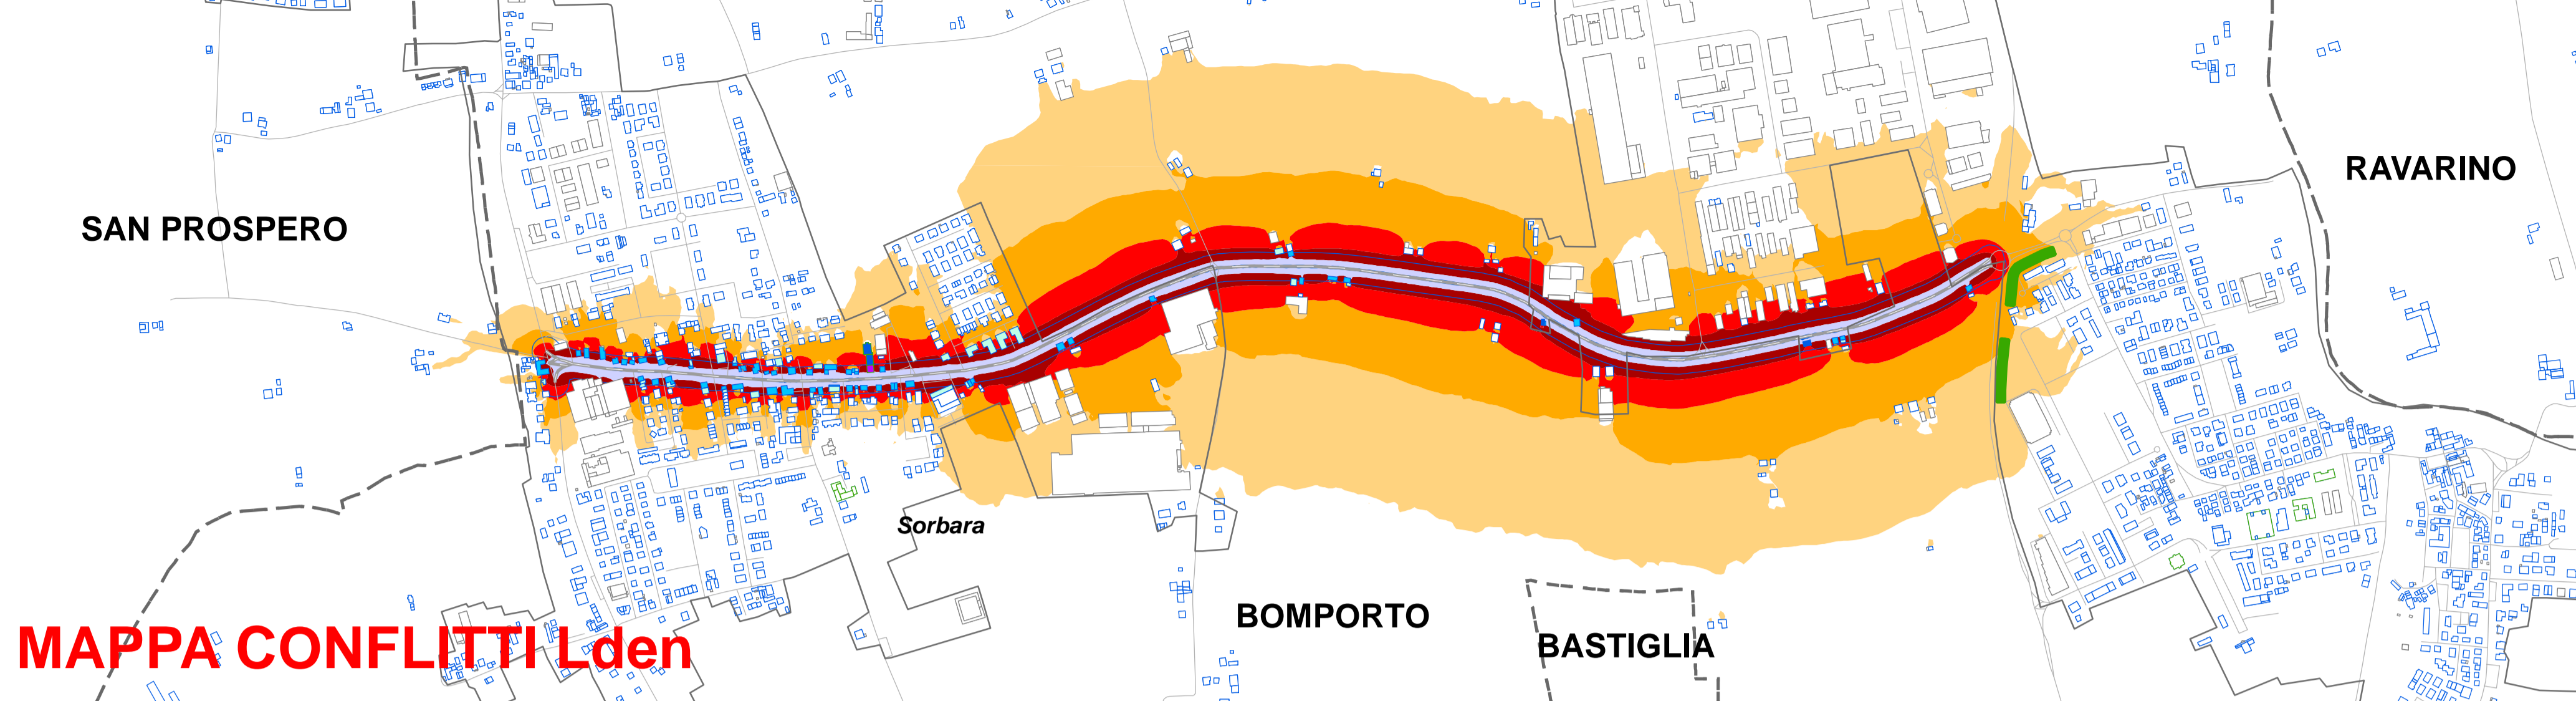 RAVARINO
SAN PROSPERO
Sorbara
BOMPORTO
BASTIGLIA
MAPPA CONFLITTI Lden